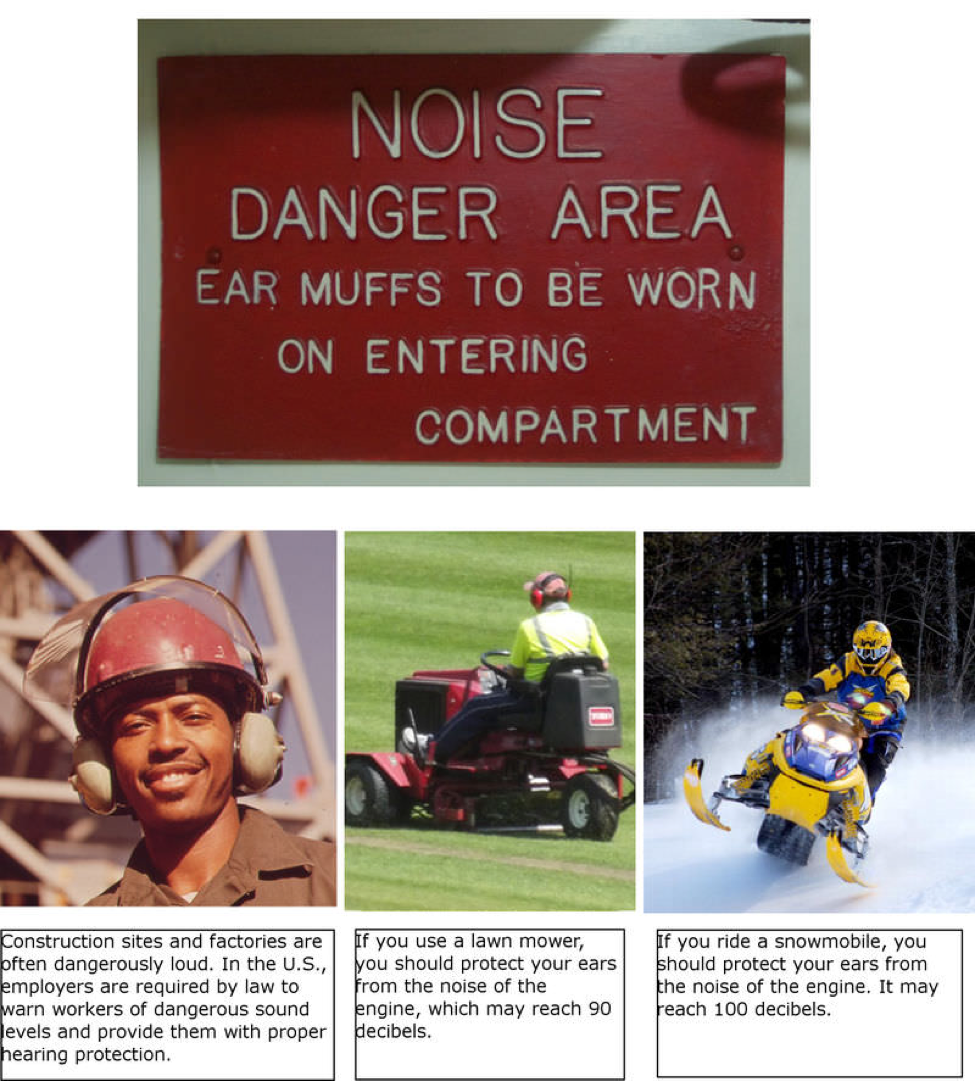 NOISE
DANGER AREA
EAR MUFFS TO BE WORN
ON ENTERING
COMPARTMENT
Construction sites and factories are
often dangerously loud. In the U.S.,
employers are required by law to
warn workers of dangerous sound
levels and provide them with proper
hearing protection.
If you use a lawn mower,
you should protect your ears
from the noise of the
engine, which may reach 90
decibels.
If you ride a snowmobile, you
should protect your ears from
the noise of the engine. It may
reach 100 decibels.